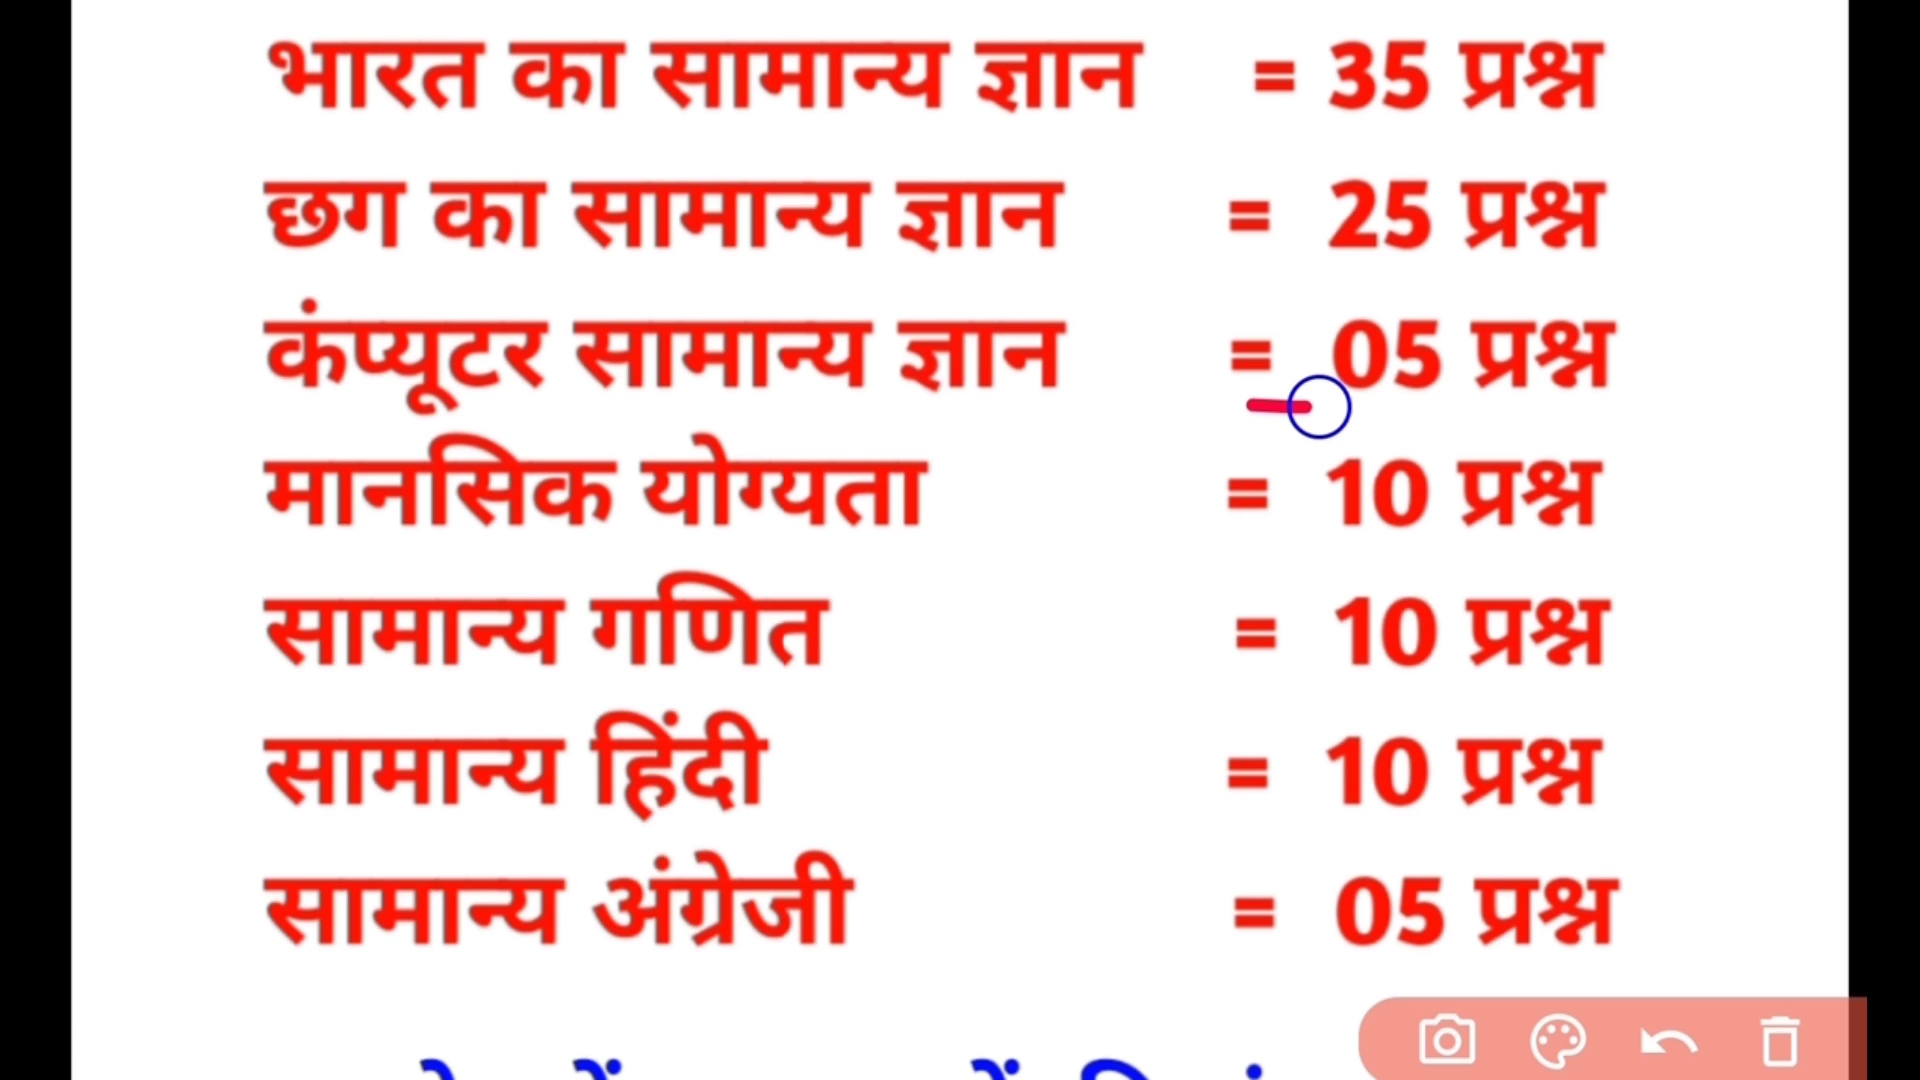 भारत का सामान्य ज्ञान = 35 प्रश्न
छग का सामान्य ज्ञान = 25 प्रश्न
कंप्यूटर सामान्य ज्ञान = 05 प्रश्न
मानसिक योग्यता = 10 प्रश्न
सामान्य गणित = 10 प्रश्न
सामान्य हिंदी = 10 प्रश्न
सामान्य अंग्रेजी = 05 प्रश्न